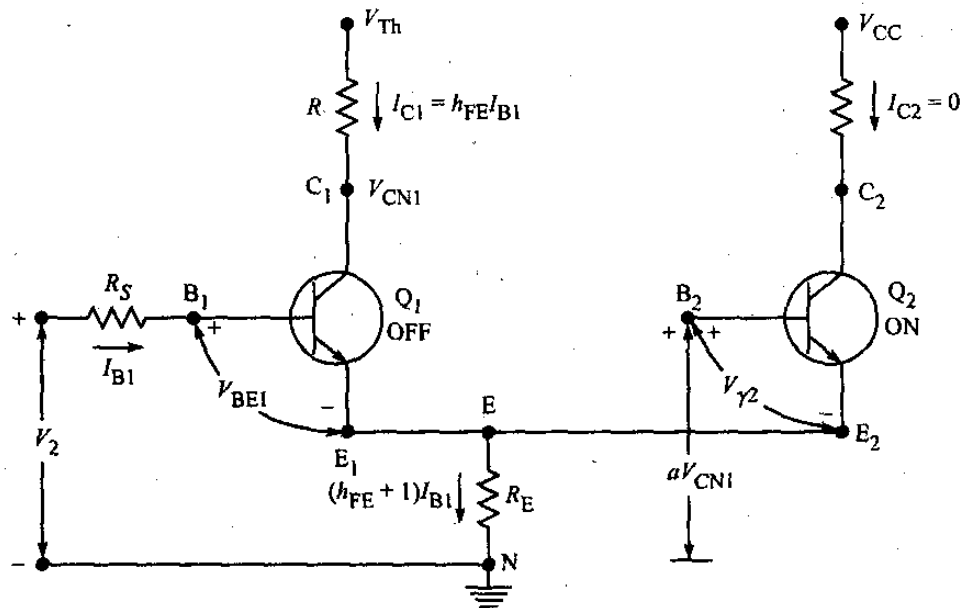 V_Th
V_CC
R
I_C1 = h_FE I_B1
I_C2 = 0
C_1
V_CN1
C_2
R_S
B_1
Q_1
OFF
B_2
Q_2
ON
+
+
+
+
I_B1
V_BE1
V_γ2
−
−
E
V_2
E_1
E_2
(h_FE + 1)I_B1
R_E
aV_CN1
−
N